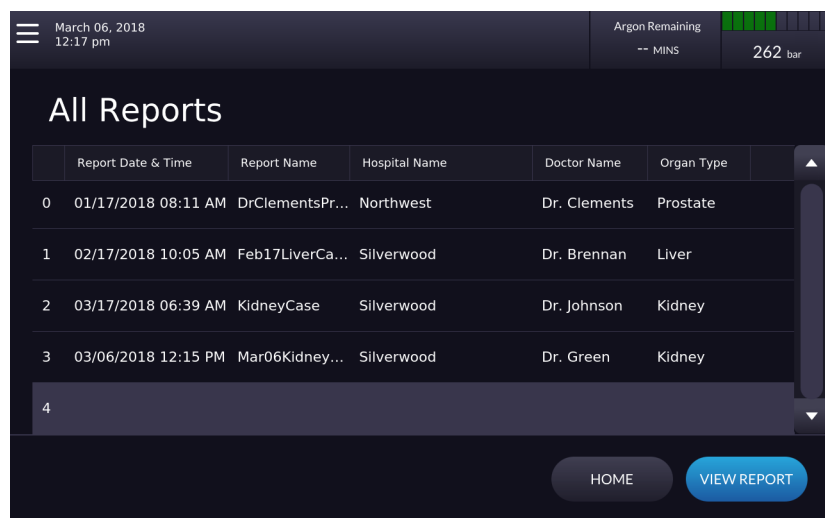 March 06, 2018
12:17 pm
Argon Remaining
-- MINS
262 bar
All Reports
Report Date & Time Report Name Hospital Name Doctor Name Organ Type
0 01/17/2018 08:11 AM DrClementsPr... Northwest Dr. Clements Prostate
1 02/17/2018 10:05 AM Feb17LiverCa... Silverwood Dr. Brennan Liver
2 03/17/2018 06:39 AM KidneyCase Silverwood Dr. Johnson Kidney
3 03/06/2018 12:15 PM Mar06Kidney... Silverwood Dr. Green Kidney
4
HOME VIEW REPORT